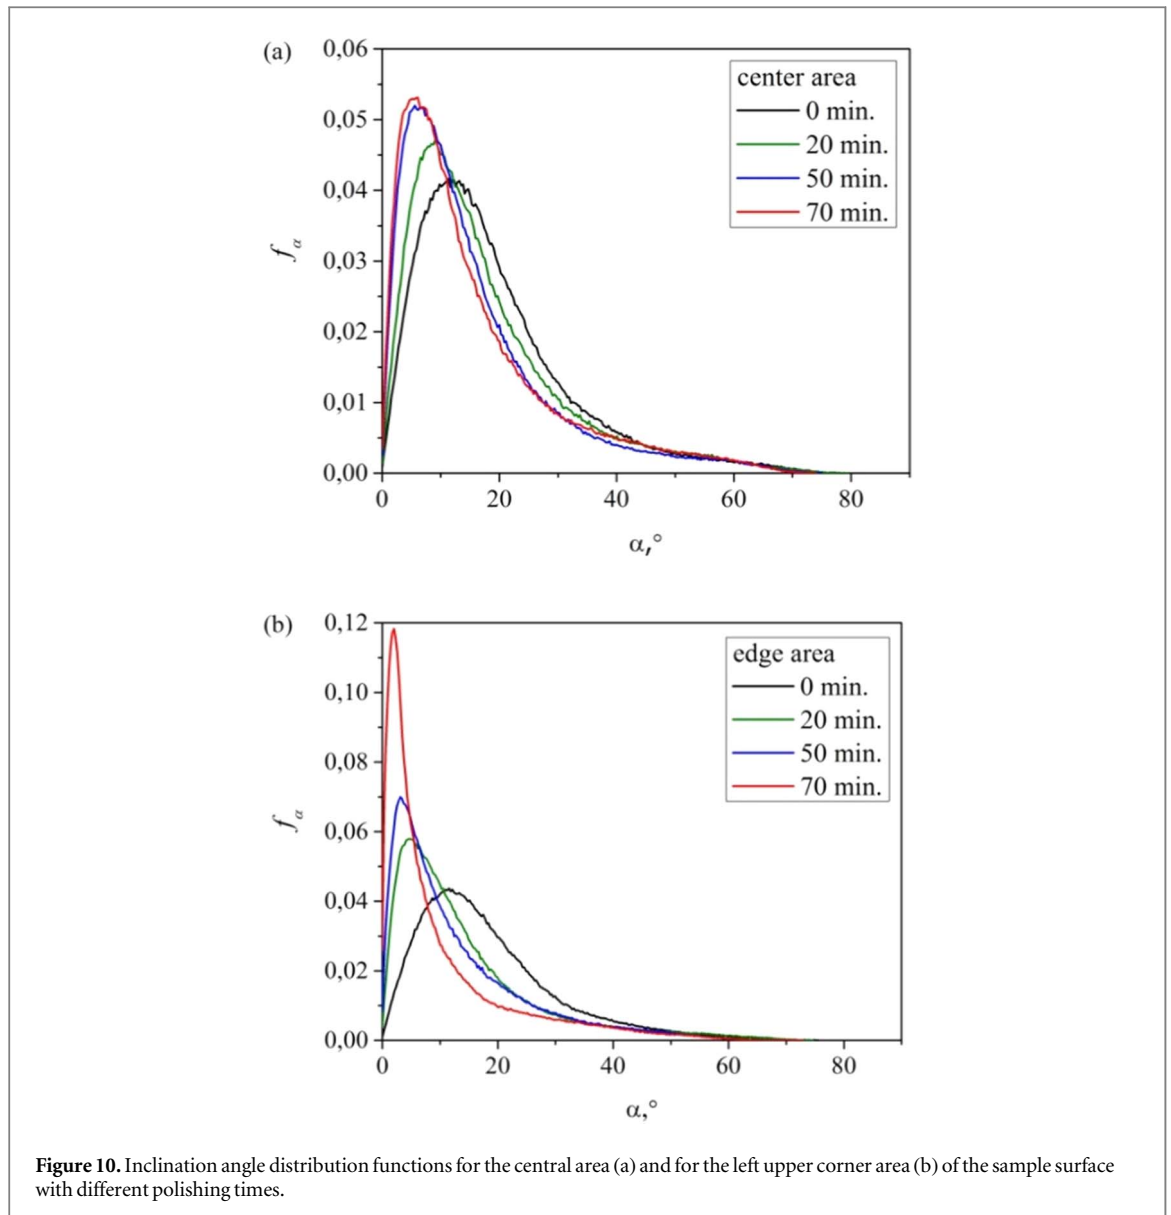 (a)
0,06
0,05
0,04
0,03
0,02
0,01
0,00
fα
0 20 40 60 80
α,°
center area
0 min.
20 min.
50 min.
70 min.
(b)
0,12
0,10
0,08
0,06
0,04
0,02
0,00
fα
0 20 40 60 80
α,°
edge area
0 min.
20 min.
50 min.
70 min.
Figure 10. Inclination angle distribution functions for the central area (a) and for the left upper corner area (b) of the sample surface
with different polishing times.